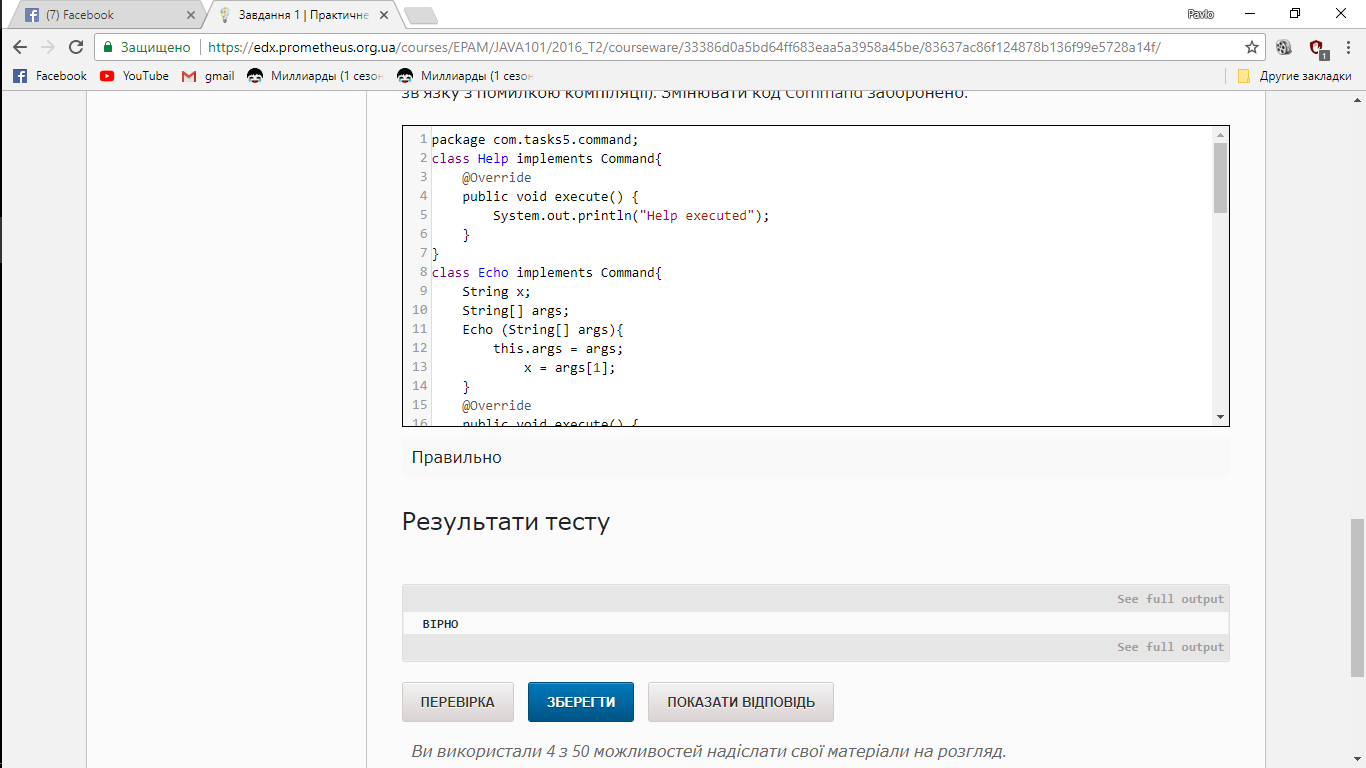 (7) Facebook
Завдання 1 | Практичне
Pavlo
Защищено
https://edx.prometheus.org.ua/courses/EPAM/JAVA101/2016_T2/courseware/33386d0a5bd64ff683eaa5a3958a45be/83637ac86f124878b136f99e5728a14f/
1
Facebook YouTube gmail Миллиарды (1 сезон Миллиарды (1 сезон Другие закладки
зв'язку з помилкою компіляції). Змінювати код Command заборонено.
1 package com.tasks5.command;
2 class Help implements Command{
3 @Override
4 public void execute() {
5 System.out.println("Help executed");
6 }
7 }
8 class Echo implements Command{
9 String x;
10 String[] args;
11 Echo (String[] args){
12 this.args = args;
13 x = args[1];
14 }
15 @Override
16 public void execute() {
Правильно
Результати тесту
See full output
ВІРНО
See full output
ПЕРЕВІРКА ЗБЕРЕГТИ ПОКАЗАТИ ВІДПОВІДЬ
Ви використали 4 з 50 можливостей надіслати свої матеріали на розгляд.